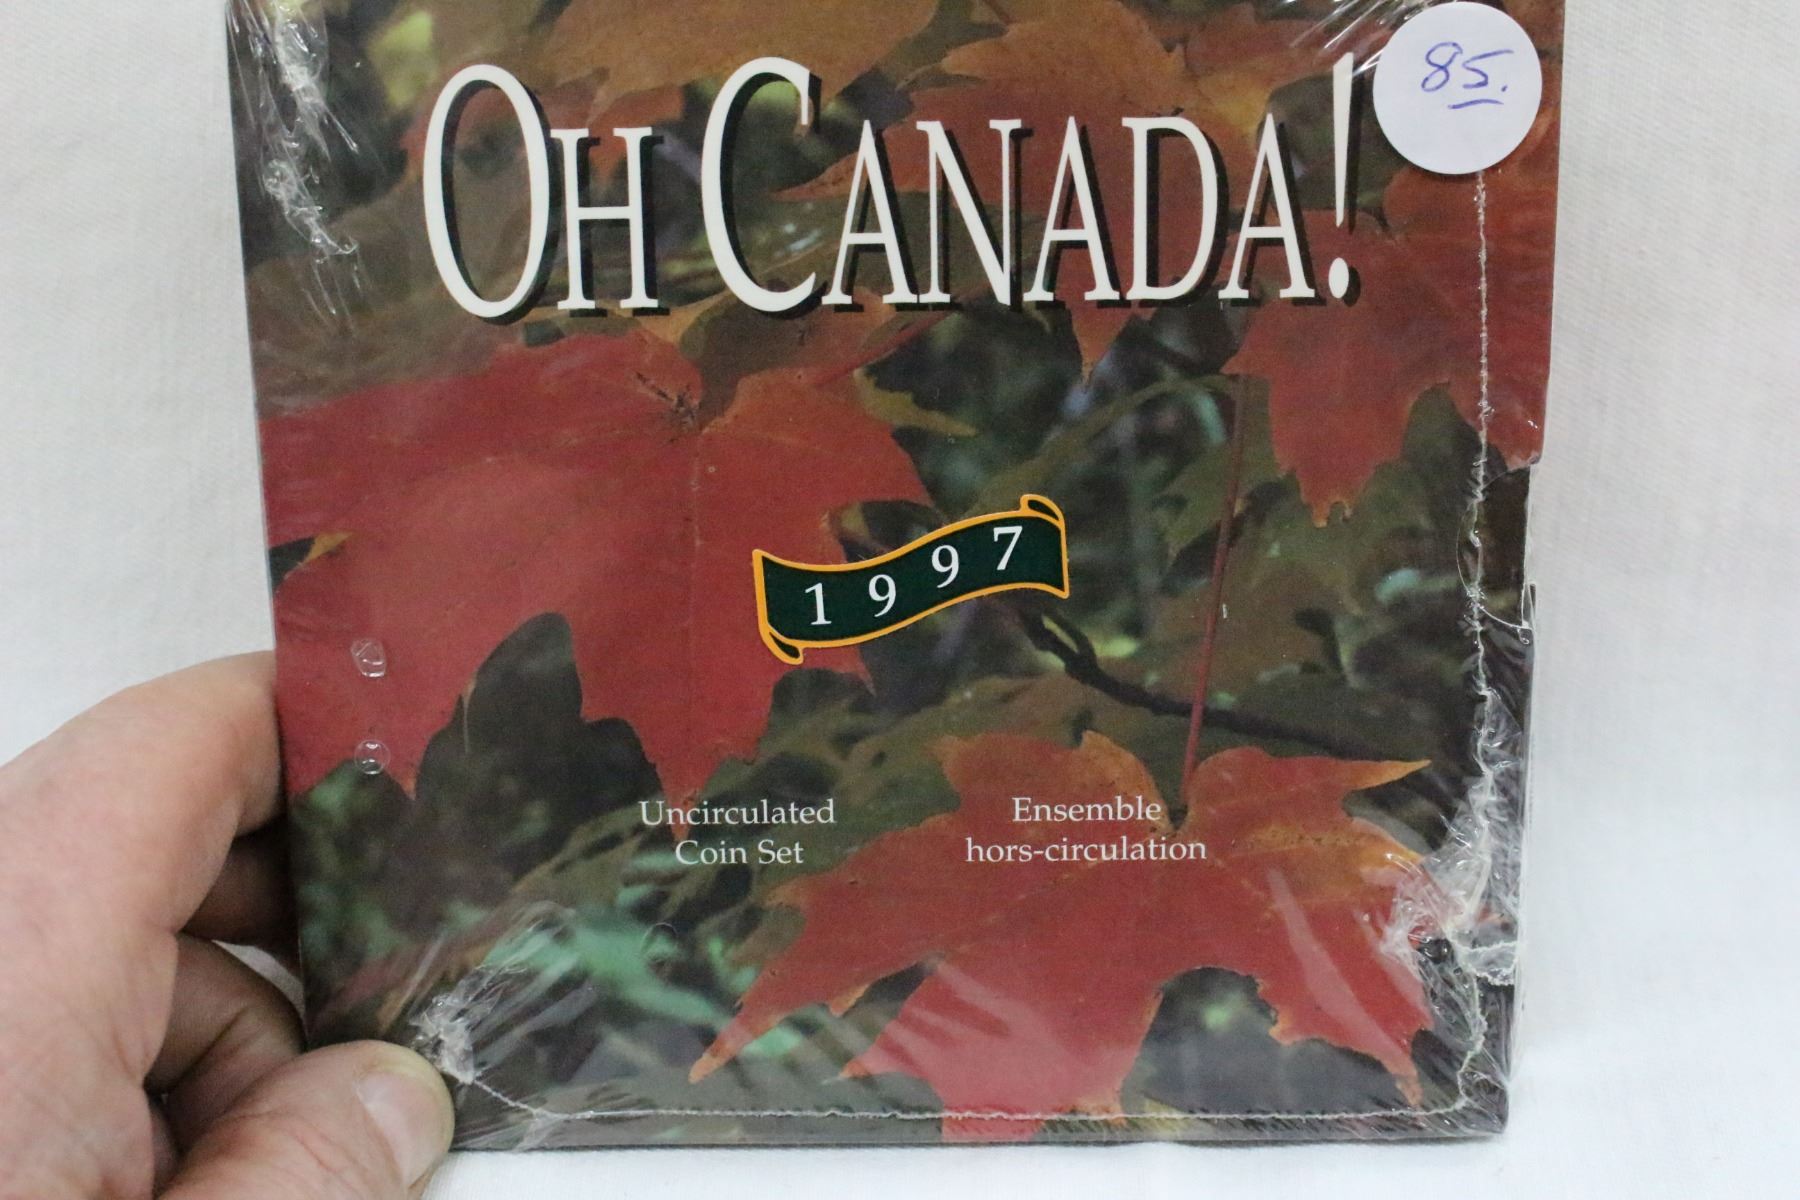 85.
OH CANADA!
1997
Uncirculated
Coin Set
Ensemble
hors-circulation